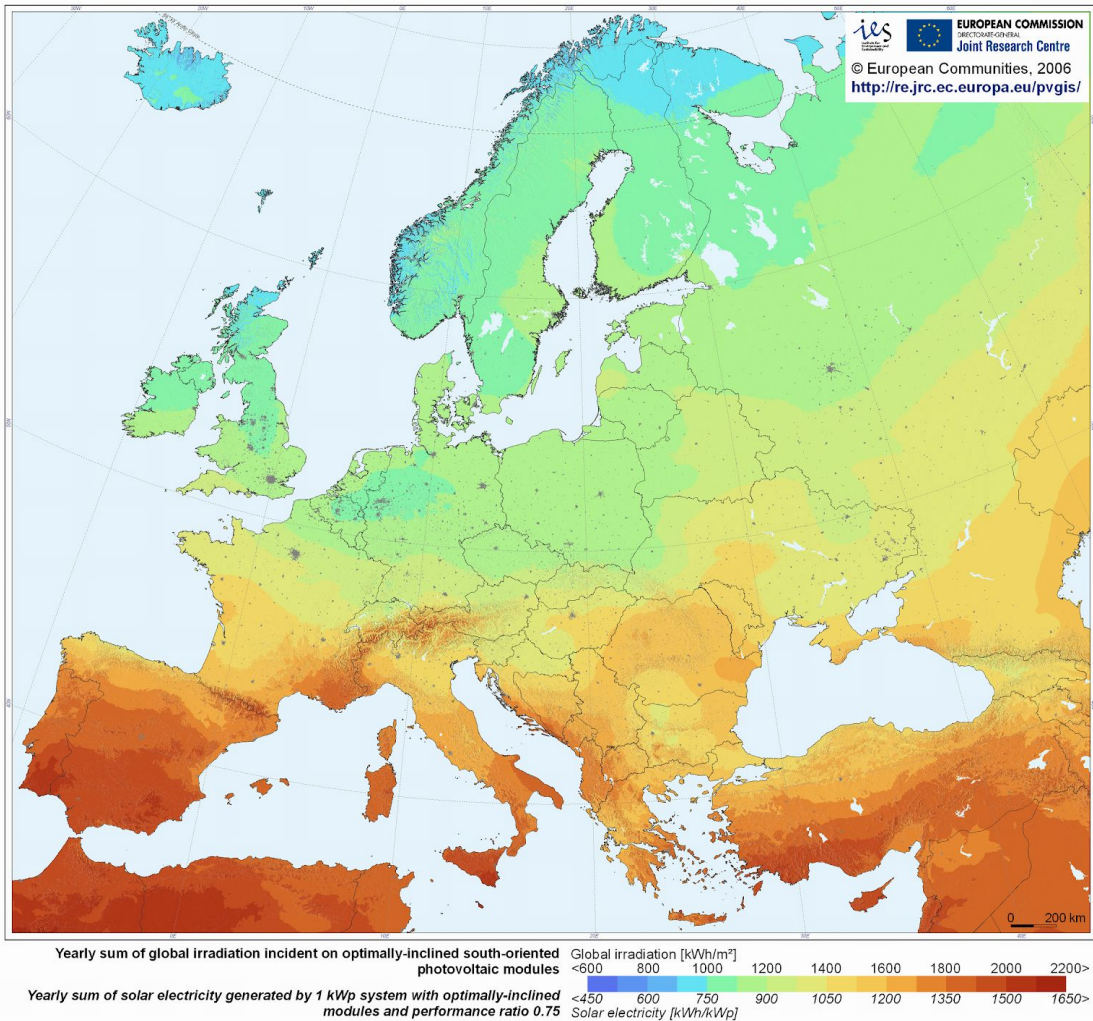 ies
EUROPEAN COMMISSION
DIRECTORATE-GENERAL
Joint Research Centre
© European Communities, 2006
http://re.jrc.ec.europa.eu/pvgis/
0 200 km
Yearly sum of global irradiation incident on optimally-inclined south-oriented
photovoltaic modules
Global irradiation [kWh/m²]
<600 800 1000 1200 1400 1600 1800 2000 2200>
Yearly sum of solar electricity generated by 1 kWp system with optimally-inclined
modules and performance ratio 0.75
<450 600 750 900 1050 1200 1350 1500 1650>
Solar electricity [kWh/kWp]